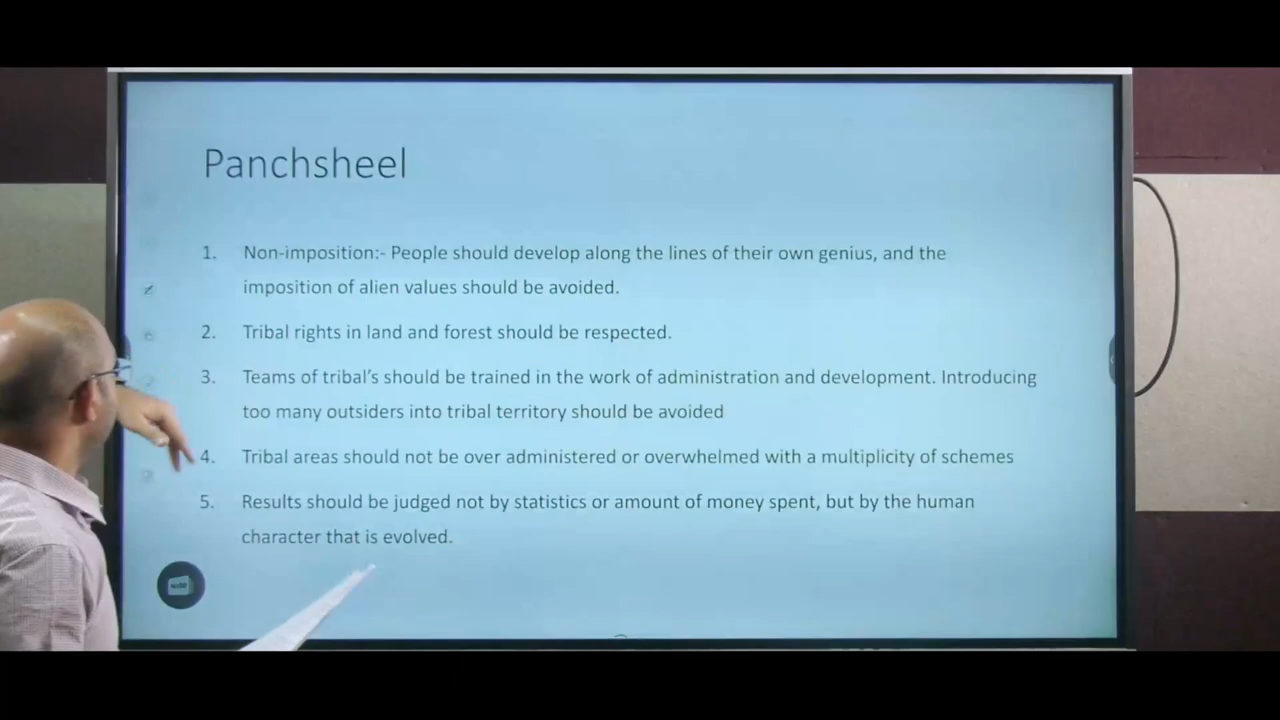 Panchsheel
1. Non-imposition:- People should develop along the lines of their own genius, and the
imposition of alien values should be avoided.
2. Tribal rights in land and forest should be respected.
3. Teams of tribal's should be trained in the work of administration and development. Introducing
too many outsiders into tribal territory should be avoided
4. Tribal areas should not be over administered or overwhelmed with a multiplicity of schemes
5. Results should be judged not by statistics or amount of money spent, but by the human
character that is evolved.